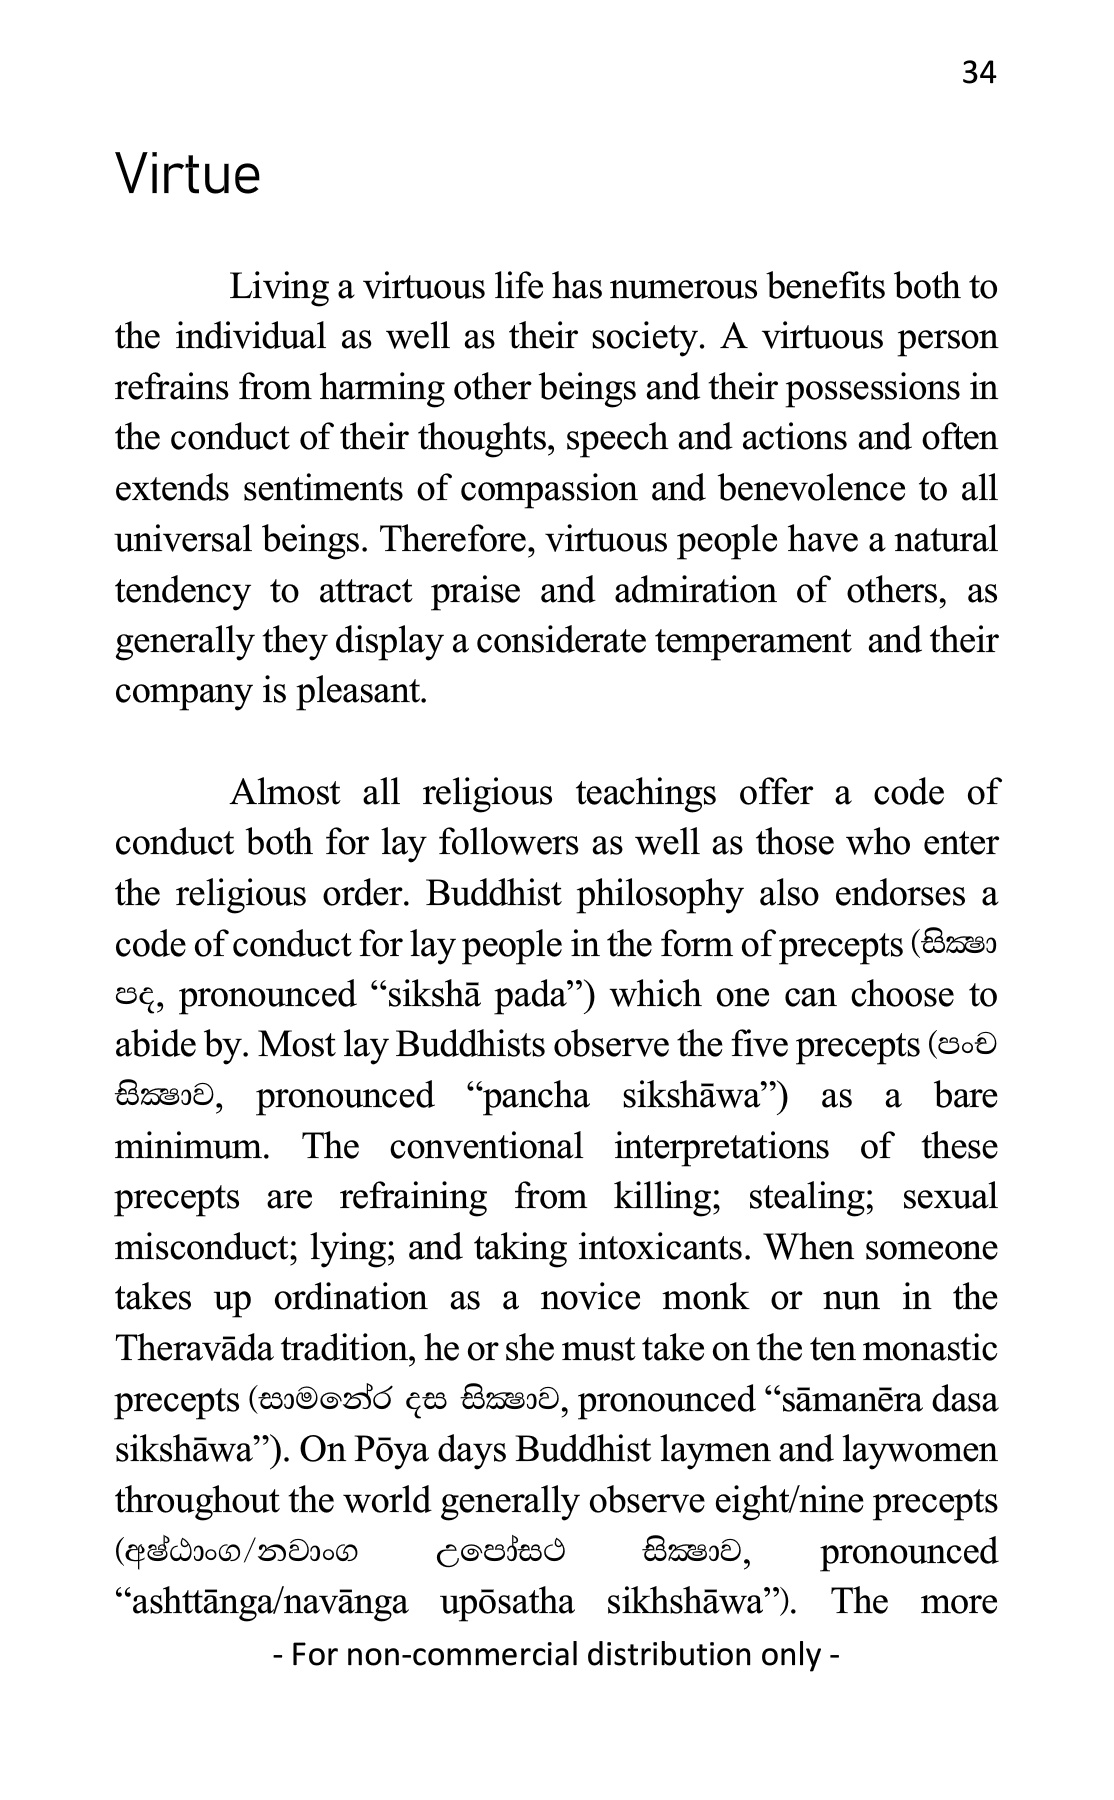 34
Virtue
Living a virtuous life has numerous benefits both to
the individual as well as their society. A virtuous person
refrains from harming other beings and their possessions in
the conduct of their thoughts, speech and actions and often
extends sentiments of compassion and benevolence to all
universal beings. Therefore, virtuous people have a natural
tendency to attract praise and admiration of others, as
generally they display a considerate temperament  and their
company is pleasant.
Almost all religious teachings offer a code of
conduct both for lay followers as well as those who enter
the religious order. Buddhist philosophy also endorses a
code of conduct for lay people in the form of precepts (සික්‍ෂා
පද, pronounced “sikshā pada”) which one can choose to
abide by. Most lay Buddhists observe the five precepts (පංච
සික්‍ෂාව, pronounced “pancha sikshāwa”) as a bare
minimum. The conventional interpretations of these
precepts are refraining from killing; stealing; sexual
misconduct; lying; and taking intoxicants. When someone
takes up ordination as a novice monk or nun in the
Theravāda tradition, he or she must take on the ten monastic
precepts (සාමනේර දස සික්‍ෂාව, pronounced “sāmanēra dasa
sikshāwa”). On Pōya days Buddhist laymen and laywomen
throughout the world generally observe eight/nine precepts
(අෂ්ඨාංග/නවාංග උපෝසථ සික්‍ෂාව, pronounced
“ashttānga/navānga upōsatha sikhshāwa”). The more
- For non-commercial distribution only -